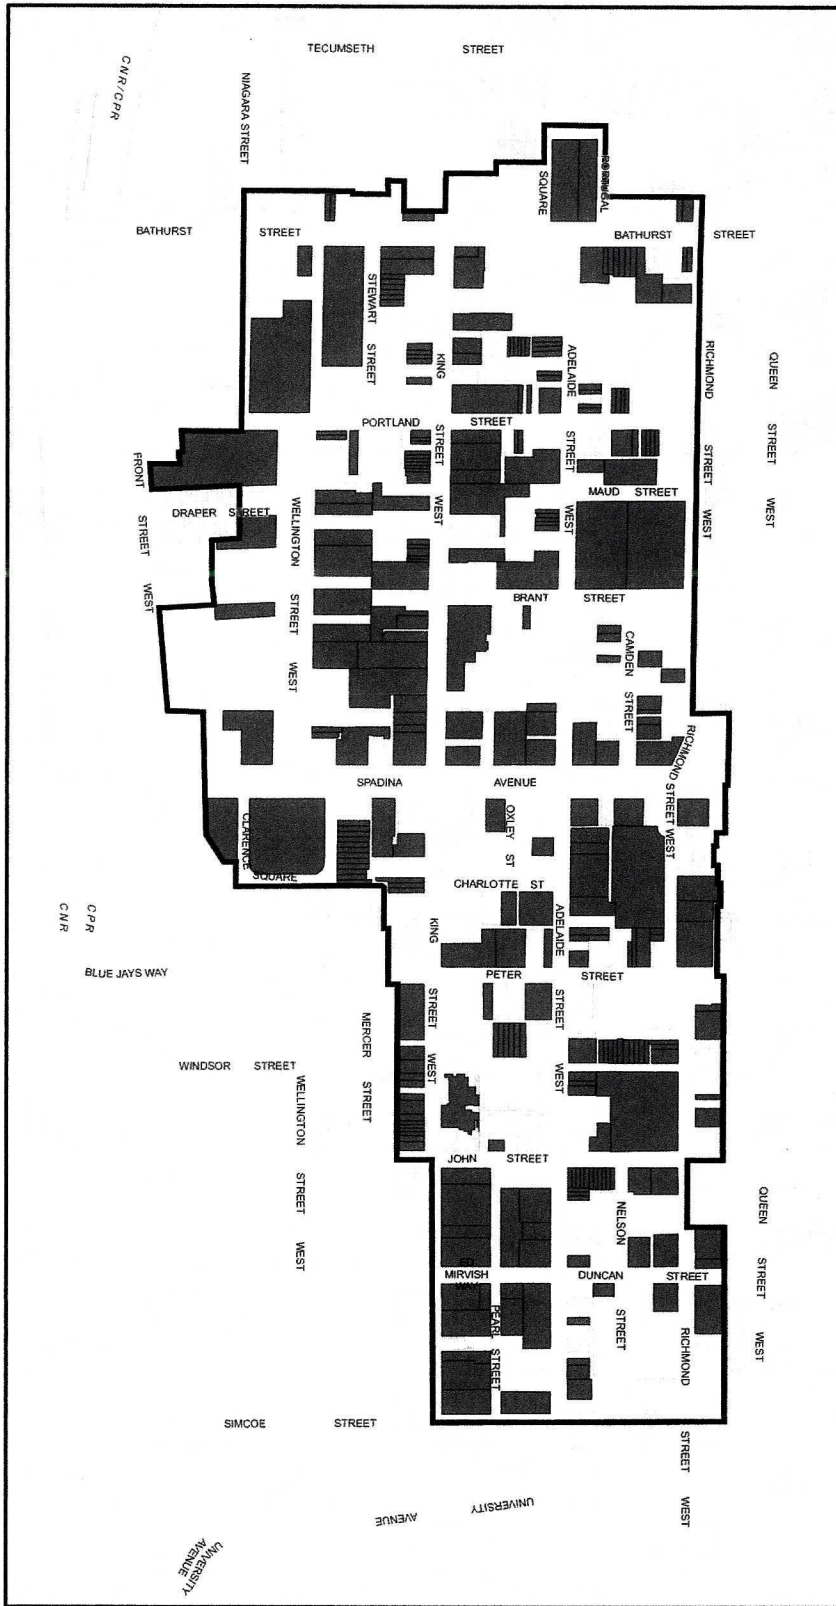 TECUMSETH STREET
CNR/CPR
NIAGARA STREET
PORTUGAL
SQUARE
BATHURST STREET
BATHURST STREET
STEWART STREET
KING STREET WEST
ADELAIDE STREET WEST
RICHMOND STREET WEST
QUEEN STREET WEST
PORTLAND STREET
FRONT STREET WEST
DRAPER STREET
WELLINGTON STREET WEST
MAUD STREET
BRANT STREET
CAMDEN STREET
RICHMOND STREET WEST
SPADINA AVENUE
CLARENCE
SQUARE
OXLEY ST
CHARLOTTE ST
CNR
CPR
KING STREET WEST
ADELAIDE STREET WEST
BLUE JAYS WAY
PETER STREET
MERCER STREET
WINDSOR STREET
WELLINGTON STREET WEST
JOHN STREET
NELSON STREET
QUEEN STREET WEST
ED
MIRVISH
WAY
DUNCAN STREET
PEARL STREET
RICHMOND STREET WEST
SIMCOE STREET
UNIVERSITY AVENUE
UNIVERSITY
AVENUE